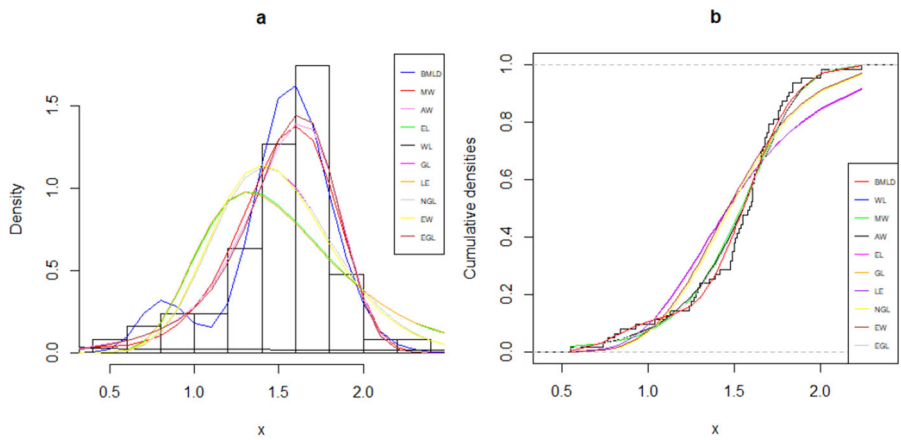 a
Density
0.0
0.5
1.0
1.5
0.5 1.0 1.5 2.0
x
BMLD
MW
AW
EL
WL
GL
LE
NGL
EW
EGL
b
Cumulative densities
0.0
0.2
0.4
0.6
0.8
1.0
0.5 1.0 1.5 2.0
x
BMLD
WL
MW
AW
EL
GL
LE
NGL
EW
EGL